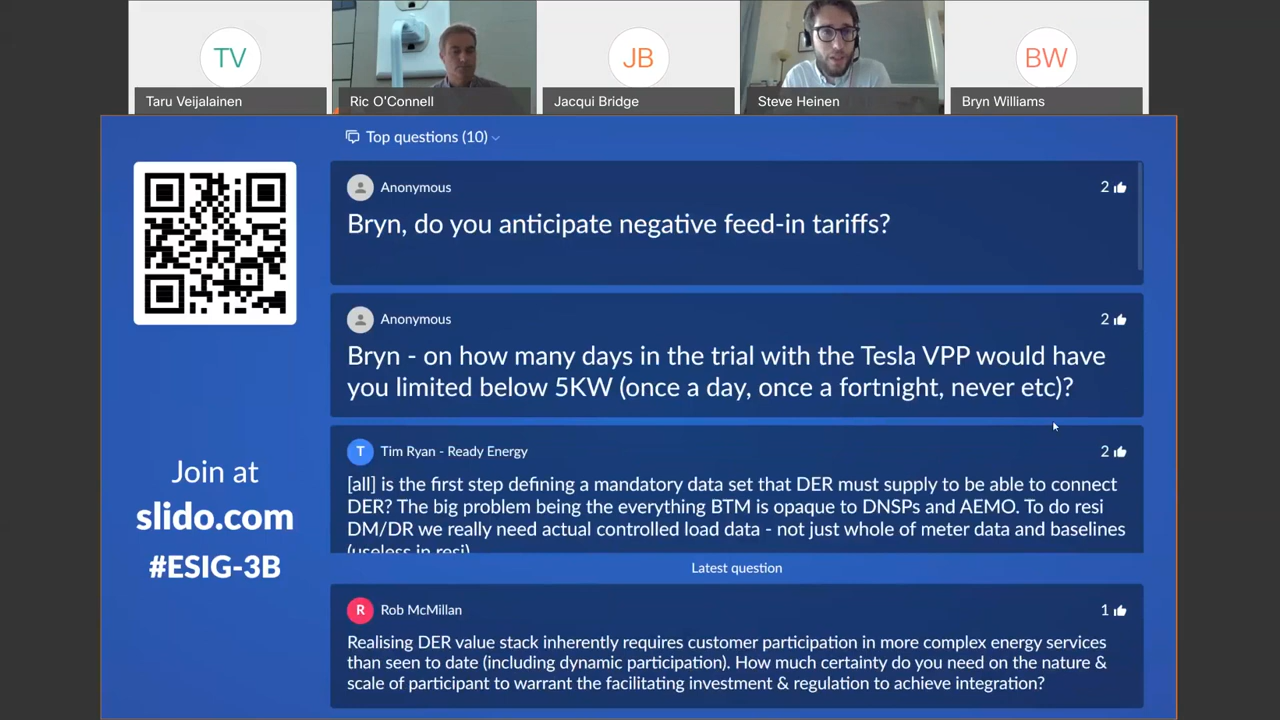 TV
JB
BW
Taru Veijalainen
Ric O'Connell
Jacqui Bridge
Steve Heinen
Bryn Williams
Top questions (10)
Anonymous
2
Bryn, do you anticipate negative feed-in tariffs?
Anonymous
2
Bryn - on how many days in the trial with the Tesla VPP would have
you limited below 5KW (once a day, once a fortnight, never etc)?
T
Tim Ryan - Ready Energy
2
[all] is the first step defining a mandatory data set that DER must supply to be able to connect
DER? The big problem being the everything BTM is opaque to DNSPs and AEMO. To do resi
DM/DR we really need actual controlled load data - not just whole of meter data and baselines
(useless in resi)
Latest question
R
Rob McMillan
1
Realising DER value stack inherently requires customer participation in more complex energy services
than seen to date (including dynamic participation). How much certainty do you need on the nature &
scale of participant to warrant the facilitating investment & regulation to achieve integration?
Join at
slido.com
#ESIG-3B